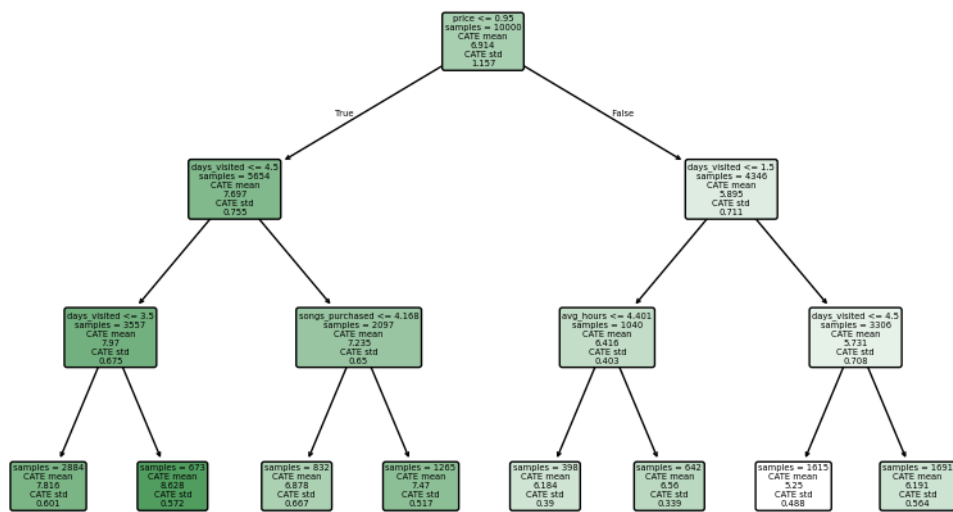 price <= 0.95
samples = 10000
CATE mean
6.914
CATE std
1.157
True
False
days_visited <= 4.5
samples = 5654
CATE mean
7.697
CATE std
0.755
days_visited <= 1.5
samples = 4346
CATE mean
5.895
CATE std
0.711
days_visited <= 3.5
samples = 3557
CATE mean
7.97
CATE std
0.675
songs_purchased <= 4.168
samples = 2097
CATE mean
7.235
CATE std
0.65
avg_hours <= 4.401
samples = 1040
CATE mean
6.416
CATE std
0.403
days_visited <= 4.5
samples = 3306
CATE mean
5.731
CATE std
0.708
samples = 2884
CATE mean
7.816
CATE std
0.601
samples = 673
CATE mean
8.628
CATE std
0.572
samples = 832
CATE mean
6.878
CATE std
0.667
samples = 1265
CATE mean
7.47
CATE std
0.517
samples = 398
CATE mean
6.184
CATE std
0.39
samples = 642
CATE mean
6.56
CATE std
0.339
samples = 1615
CATE mean
5.25
CATE std
0.488
samples = 1691
CATE mean
6.191
CATE std
0.564